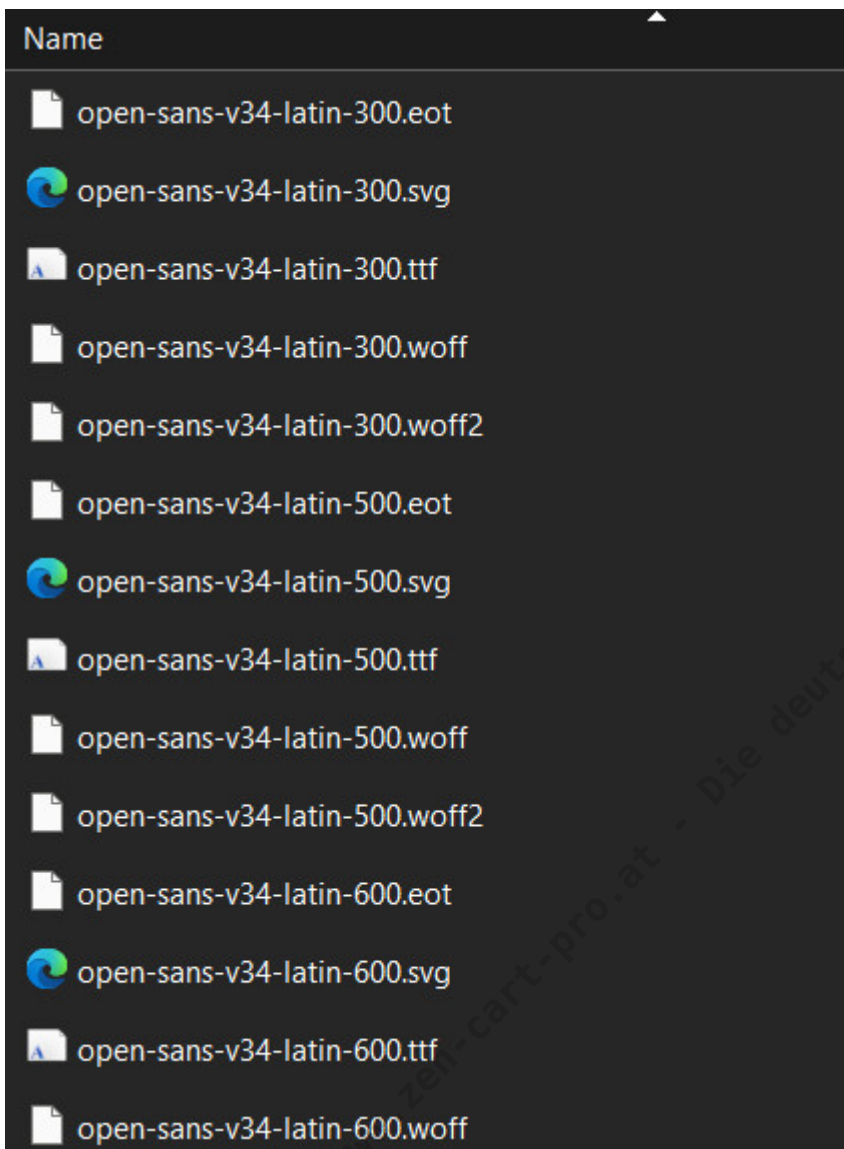 Name
open-sans-v34-latin-300.eot
open-sans-v34-latin-300.svg
open-sans-v34-latin-300.ttf
open-sans-v34-latin-300.woff
open-sans-v34-latin-300.woff2
open-sans-v34-latin-500.eot
open-sans-v34-latin-500.svg
open-sans-v34-latin-500.ttf
open-sans-v34-latin-500.woff
open-sans-v34-latin-500.woff2
open-sans-v34-latin-600.eot
open-sans-v34-latin-600.svg
open-sans-v34-latin-600.ttf
open-sans-v34-latin-600.woff
zen-cart-pro.at - Die